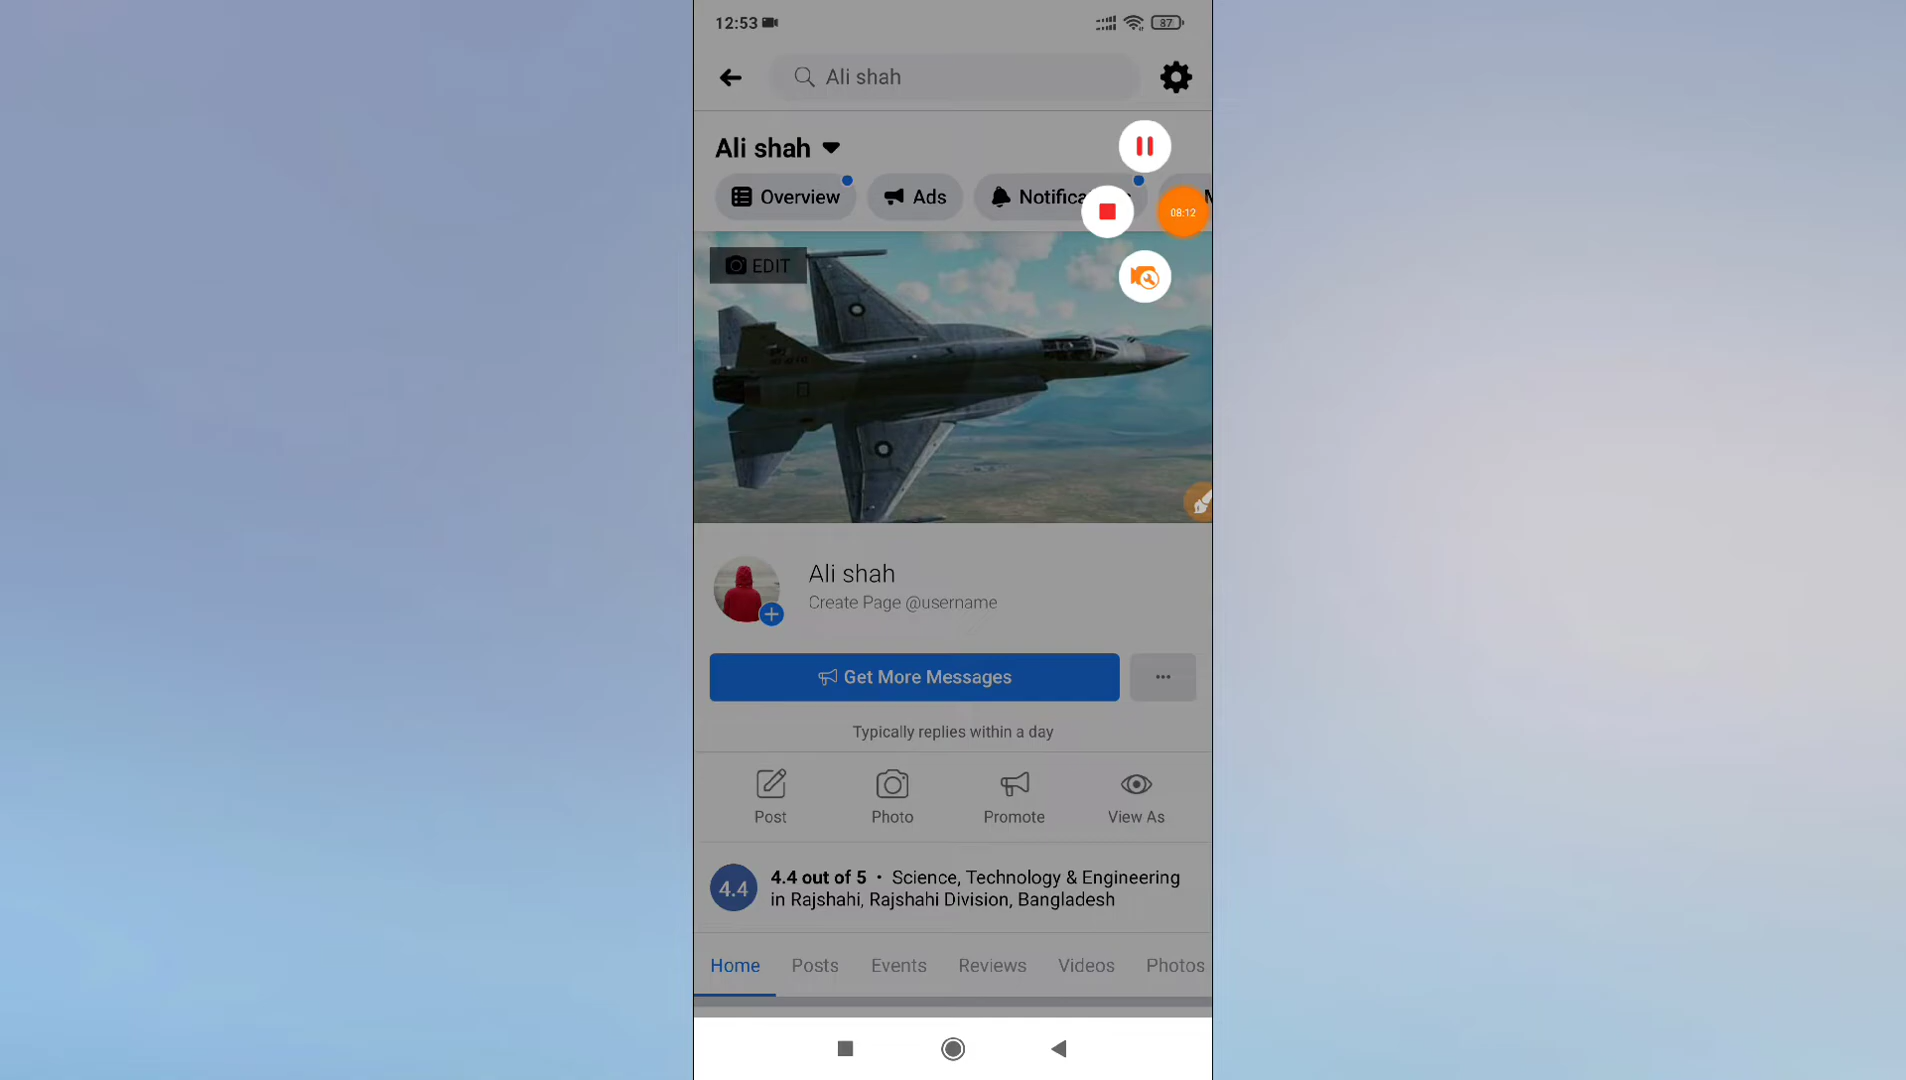 12:53
87
Ali shah
Ali shah
Overview
Ads
08:12
EDIT
Ali shah
Create Page @username
Get More Messages
Typically replies within a day
Post
Photo
Promote
View As
4.4
4.4 out of 5 • Science, Technology & Engineering
in Rajshahi, Rajshahi Division, Bangladesh
Home
Posts
Events
Reviews
Videos
Photos